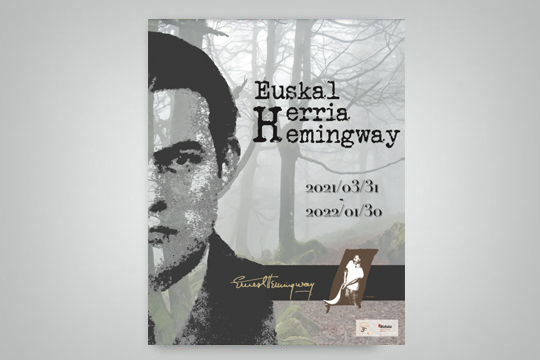 Euskal
Herria
Hemingway
2021/03/31
-
2022/01/30
Ernest Hemingway